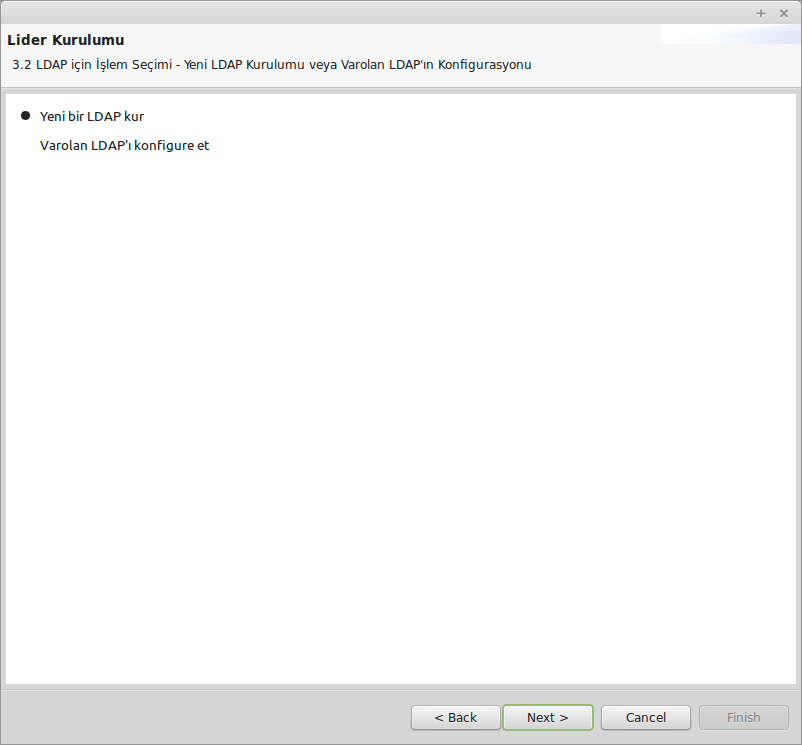 Lider Kurulumu
3.2 LDAP için İşlem Seçimi - Yeni LDAP Kurulumu veya Varolan LDAP'ın Konfigurasyonu
Yeni bir LDAP kur
Varolan LDAP'ı konfigure et
< Back Next > Cancel Finish